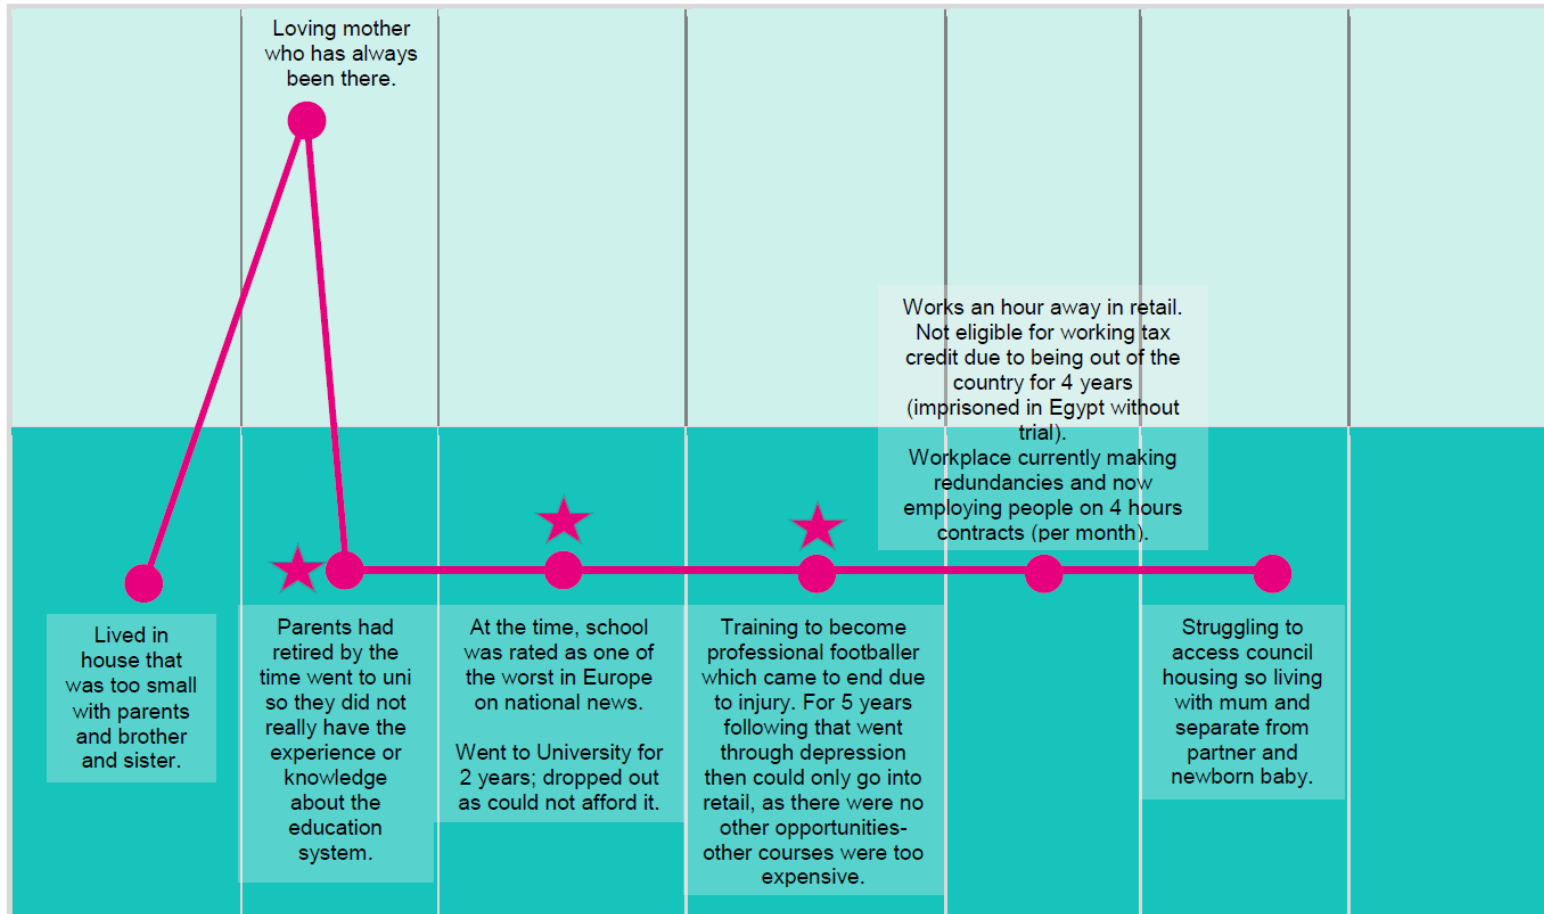 Loving mother
who has always
been there.
Works an hour away in retail.
Not eligible for working tax
credit due to being out of the
country for 4 years
(imprisoned in Egypt without
trial).
Workplace currently making
redundancies and now
employing people on 4 hours
contracts (per month).
Lived in
house that
was too small
with parents
and brother
and sister.
Parents had
retired by the
time went to uni
so they did not
really have the
experience or
knowledge
about the
education
system.
At the time, school
was rated as one of
the worst in Europe
on national news.
Went to University for
2 years; dropped out
as could not afford it.
Training to become
professional footballer
which came to end due
to injury. For 5 years
following that went
through depression
then could only go into
retail, as there were no
other opportunities-
other courses were too
expensive.
Struggling to
access council
housing so living
with mum and
separate from
partner and
newborn baby.